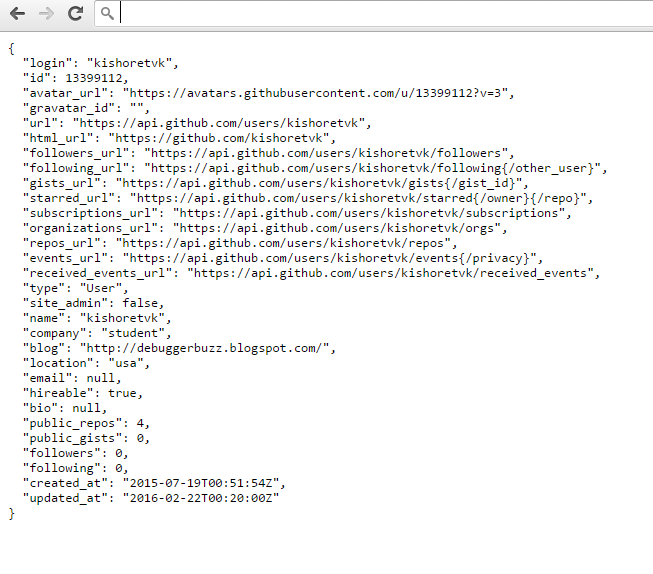 {
  "login": "kishoretvk",
  "id": 13399112,
  "avatar_url": "https://avatars.githubusercontent.com/u/13399112?v=3",
  "gravatar_id": "",
  "url": "https://api.github.com/users/kishoretvk",
  "html_url": "https://github.com/kishoretvk",
  "followers_url": "https://api.github.com/users/kishoretvk/followers",
  "following_url": "https://api.github.com/users/kishoretvk/following{/other_user}",
  "gists_url": "https://api.github.com/users/kishoretvk/gists{/gist_id}",
  "starred_url": "https://api.github.com/users/kishoretvk/starred{/owner}{/repo}",
  "subscriptions_url": "https://api.github.com/users/kishoretvk/subscriptions",
  "organizations_url": "https://api.github.com/users/kishoretvk/orgs",
  "repos_url": "https://api.github.com/users/kishoretvk/repos",
  "events_url": "https://api.github.com/users/kishoretvk/events{/privacy}",
  "received_events_url": "https://api.github.com/users/kishoretvk/received_events",
  "type": "User",
  "site_admin": false,
  "name": "kishoretvk",
  "company": "student",
  "blog": "http://debuggerbuzz.blogspot.com/",
  "location": "usa",
  "email": null,
  "hireable": true,
  "bio": null,
  "public_repos": 4,
  "public_gists": 0,
  "followers": 0,
  "following": 0,
  "created_at": "2015-07-19T00:51:54Z",
  "updated_at": "2016-02-22T00:20:00Z"
}